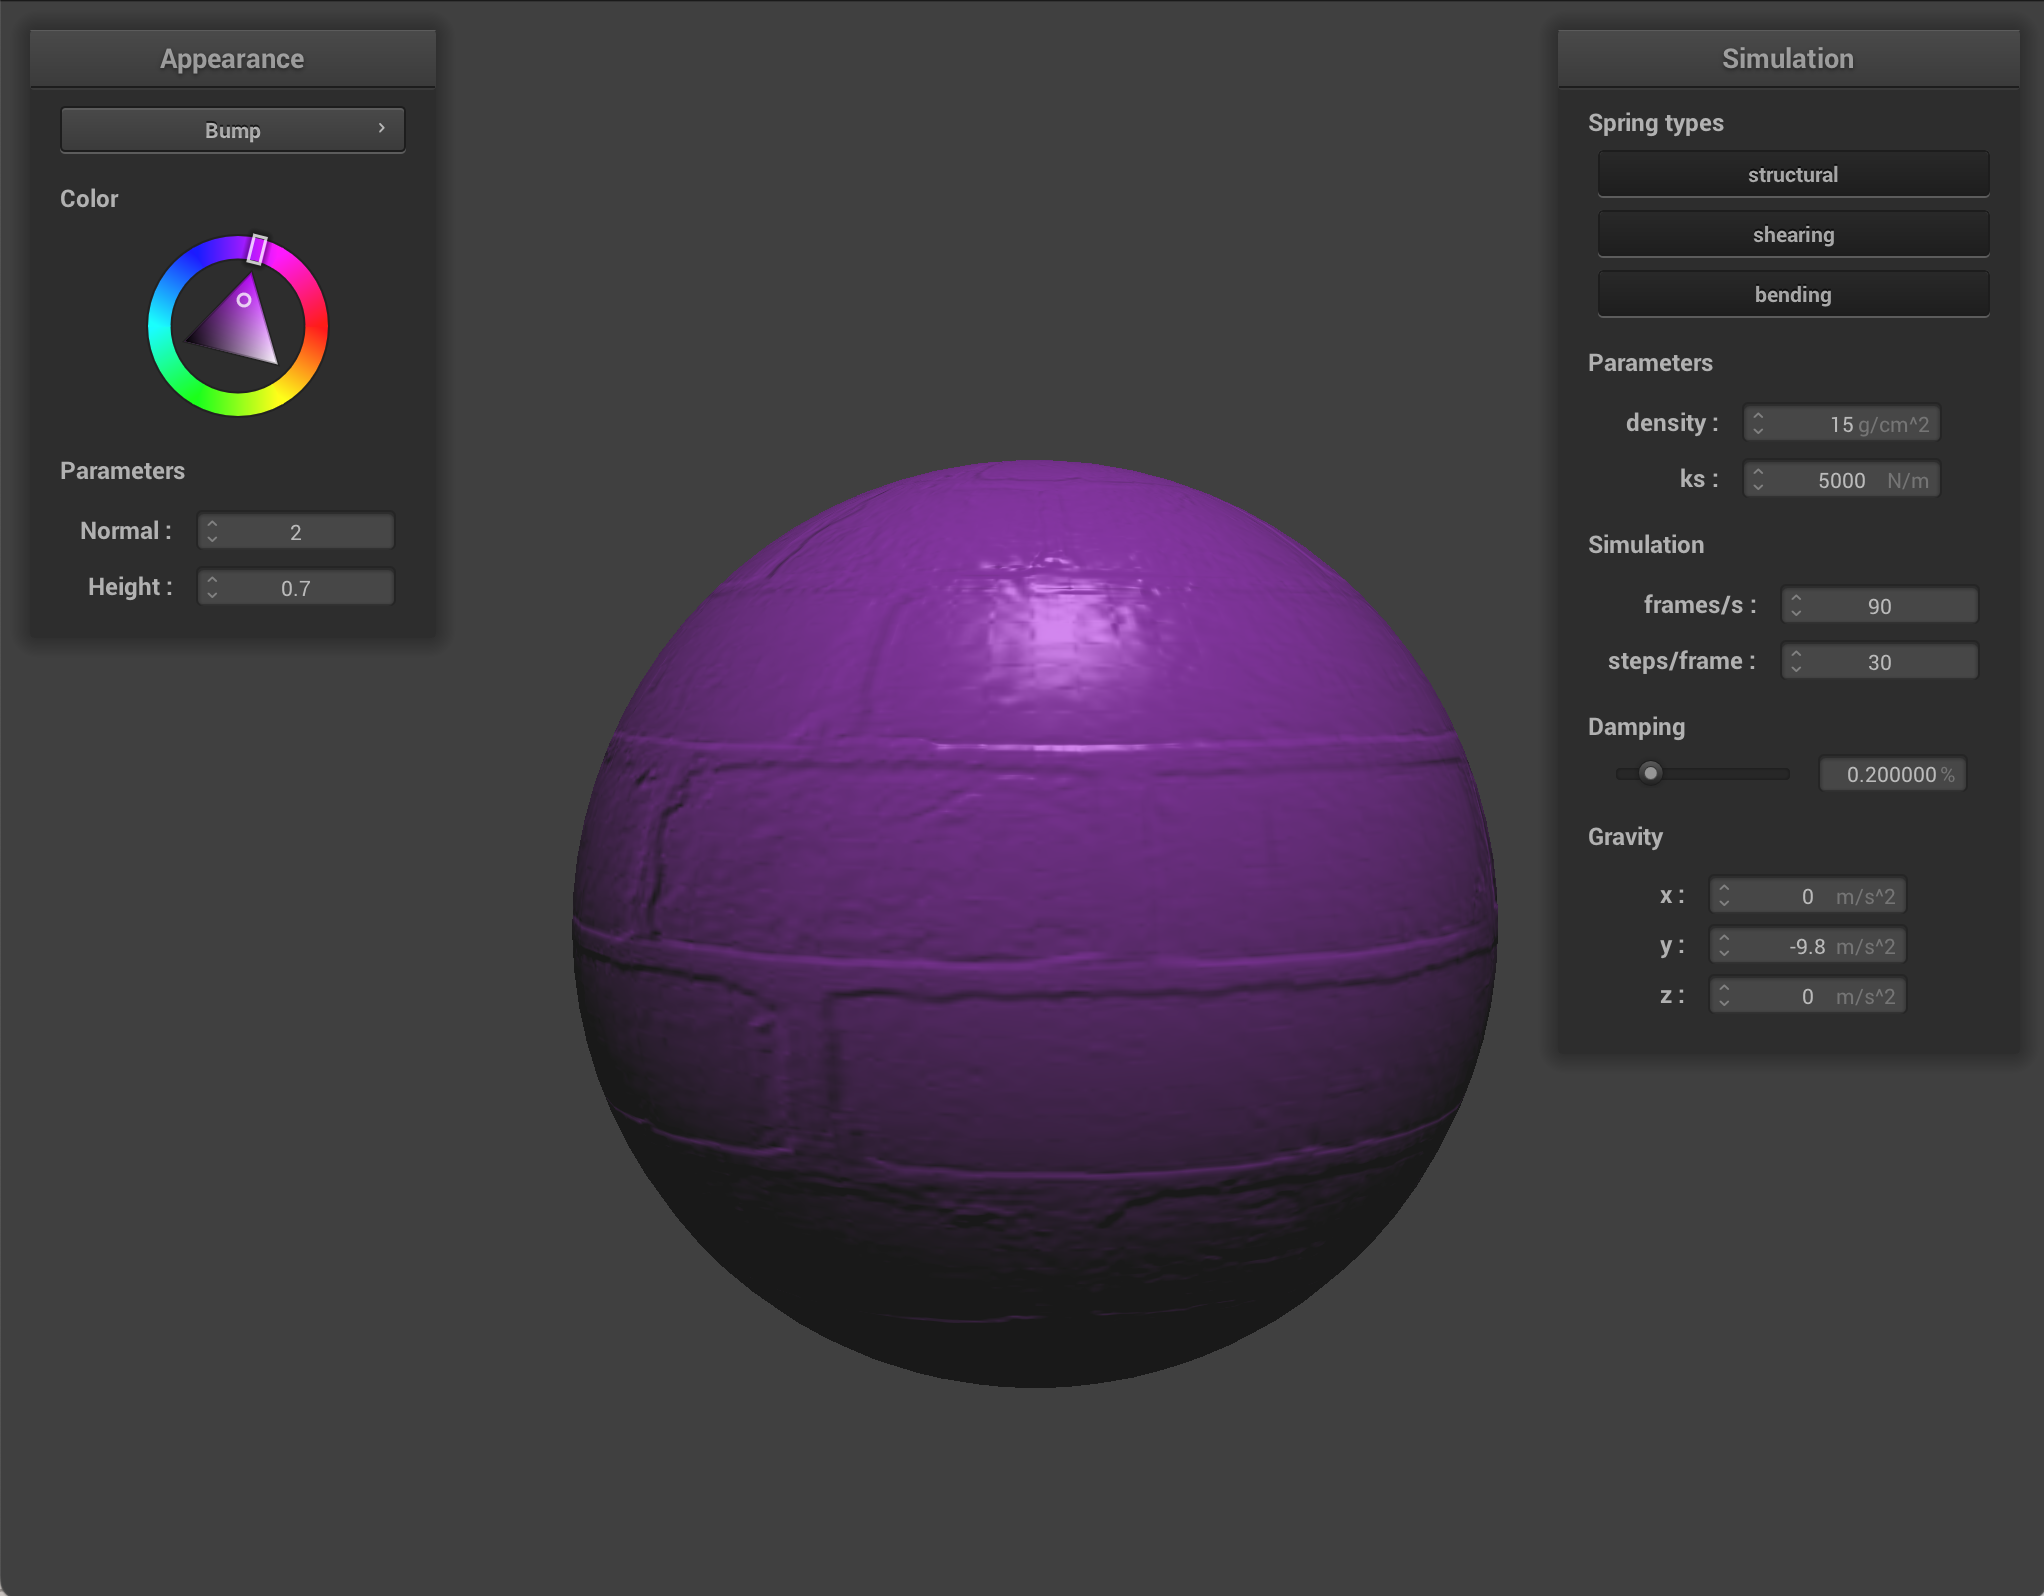 Appearance
Bump
Color
Parameters
Normal : 2
Height : 0.7
Simulation
Spring types
structural
shearing
bending
Parameters
density : 15 g/cm^2
ks : 5000 N/m
Simulation
frames/s : 90
steps/frame : 30
Damping
0.200000 %
Gravity
x : 0 m/s^2
y : -9.8 m/s^2
z : 0 m/s^2